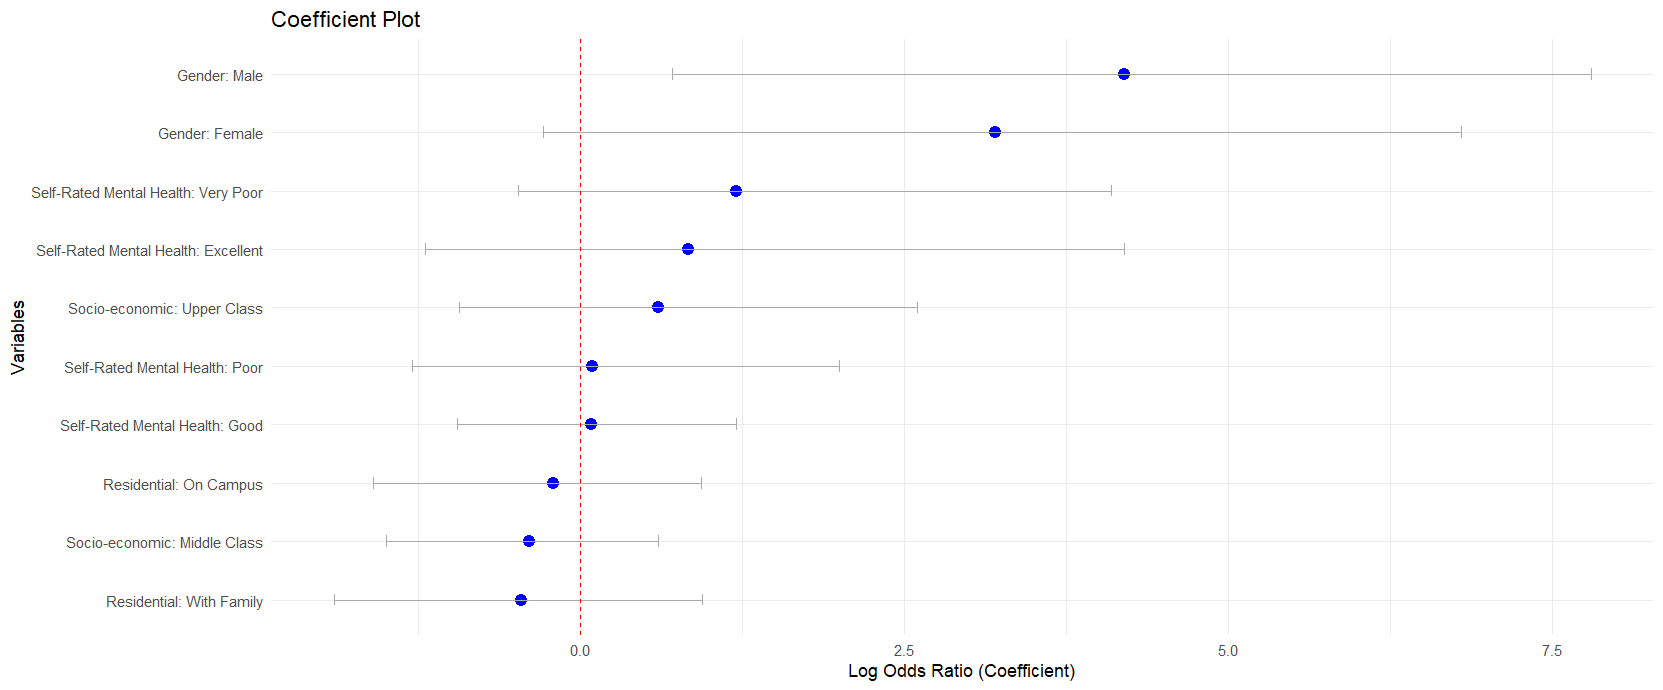 Coefficient Plot
Variables
Gender: Male
Gender: Female
Self-Rated Mental Health: Very Poor
Self-Rated Mental Health: Excellent
Socio-economic: Upper Class
Self-Rated Mental Health: Poor
Self-Rated Mental Health: Good
Residential: On Campus
Socio-economic: Middle Class
Residential: With Family
0.0 2.5 5.0 7.5
Log Odds Ratio (Coefficient)